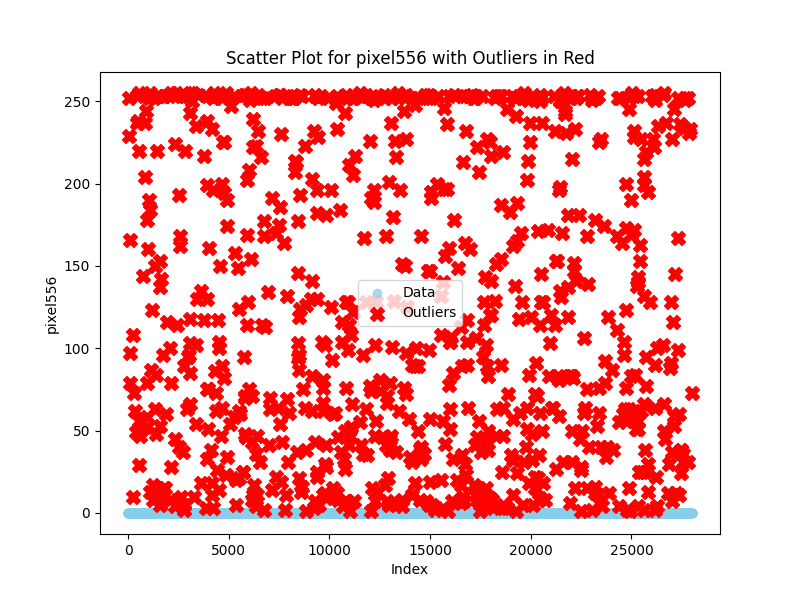 Scatter Plot for pixel556 with Outliers in Red
250
200
150
100
50
0
pixel556
Data
Outliers
0 5000 10000 15000 20000 25000
Index